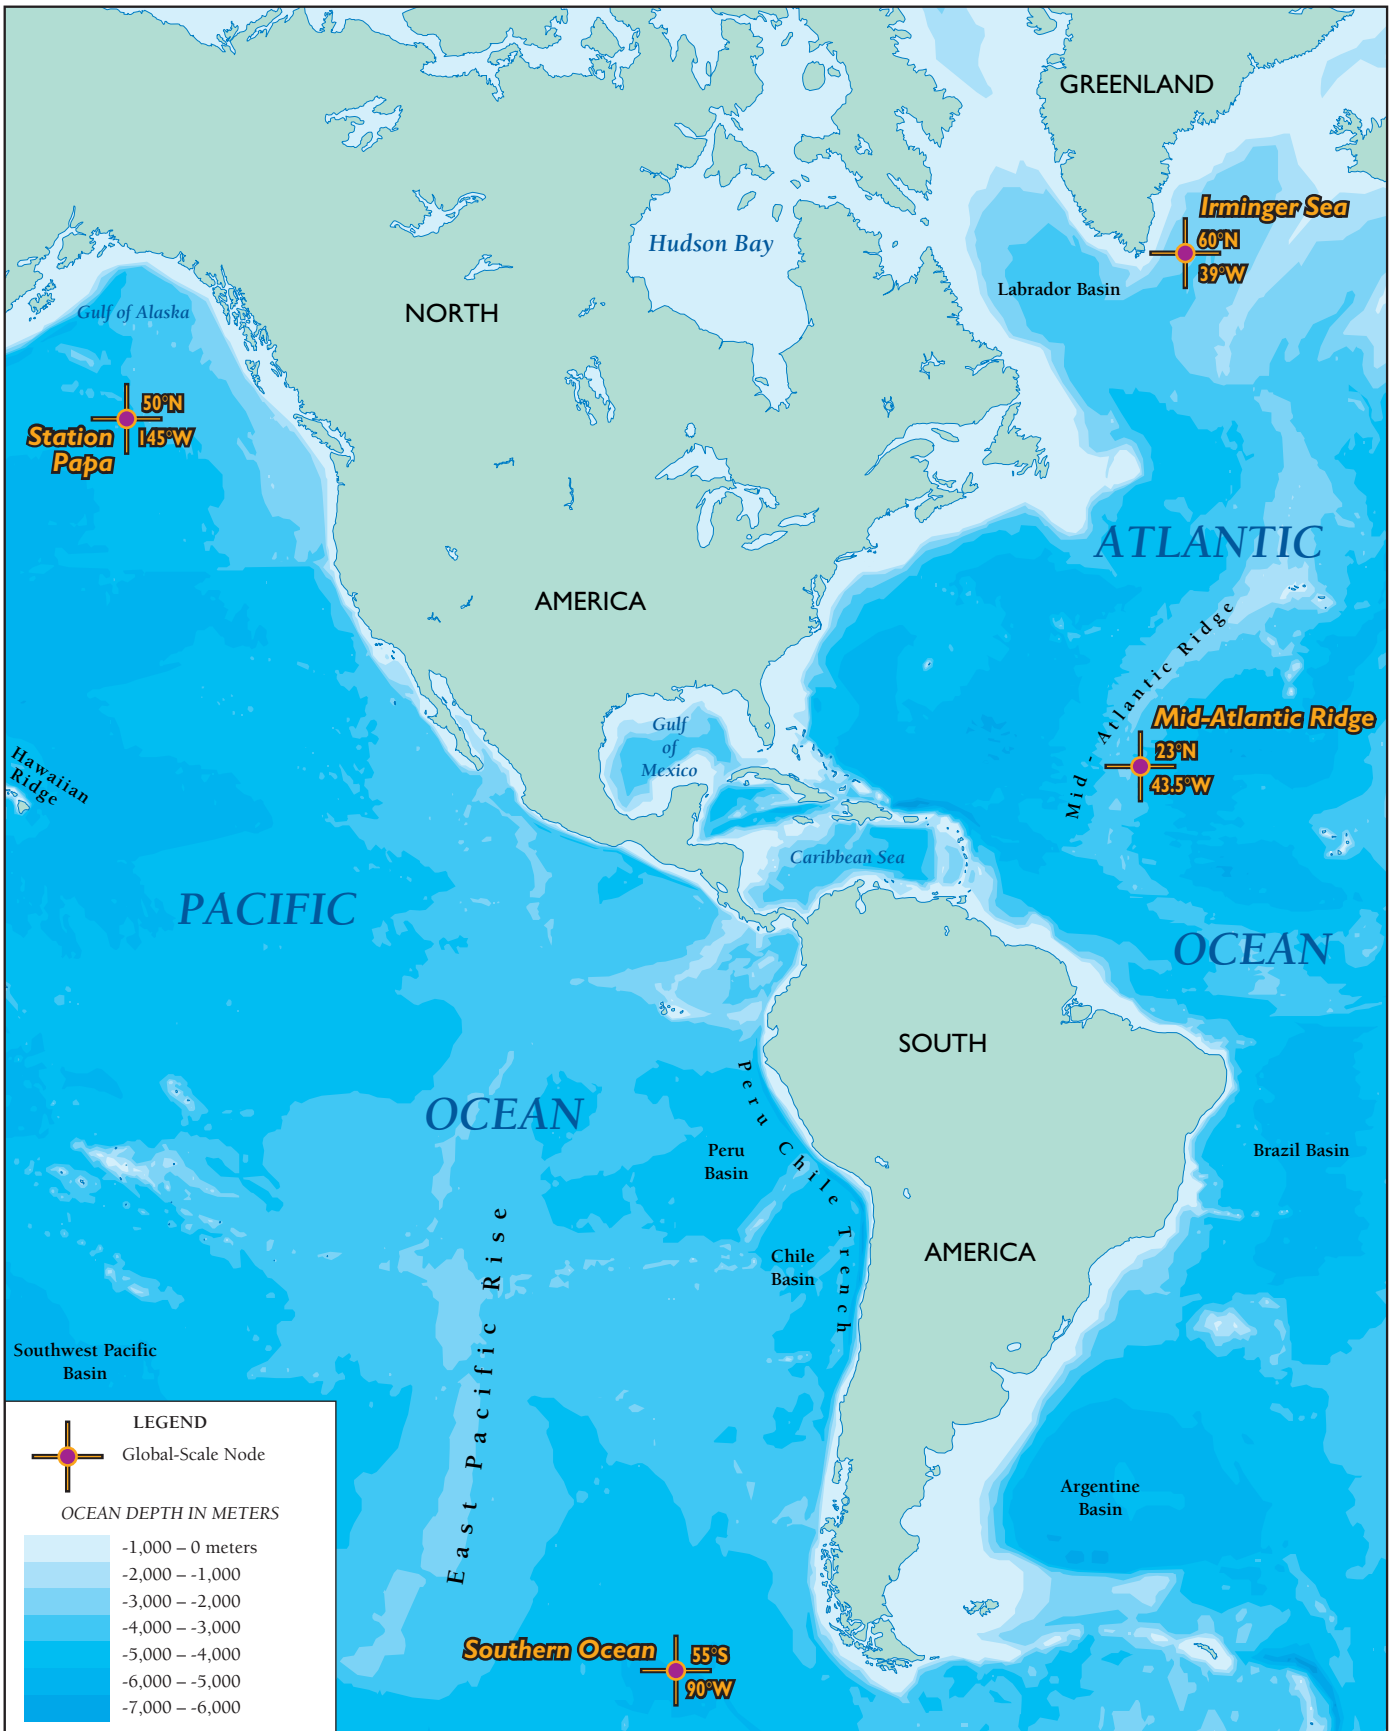 GREENLAND
Irminger Sea
60°N
39°W
Hudson Bay
Labrador Basin
NORTH
Gulf of Alaska
50°N
145°W
Station
Papa
ATLANTIC
AMERICA
Mid - Atlantic Ridge
Gulf
of
Mexico
Mid-Atlantic Ridge
23°N
43.5°W
Hawaiian
Ridge
Caribbean Sea
PACIFIC
OCEAN
SOUTH
OCEAN
Peru Chile Trench
Peru
Basin
Brazil Basin
AMERICA
Chile
Basin
East Pacific Rise
Southwest Pacific
Basin
Argentine
Basin
Southern Ocean
55°S
90°W
LEGEND
Global-Scale Node
OCEAN DEPTH IN METERS
-1,000 – 0 meters
-2,000 – -1,000
-3,000 – -2,000
-4,000 – -3,000
-5,000 – -4,000
-6,000 – -5,000
-7,000 – -6,000